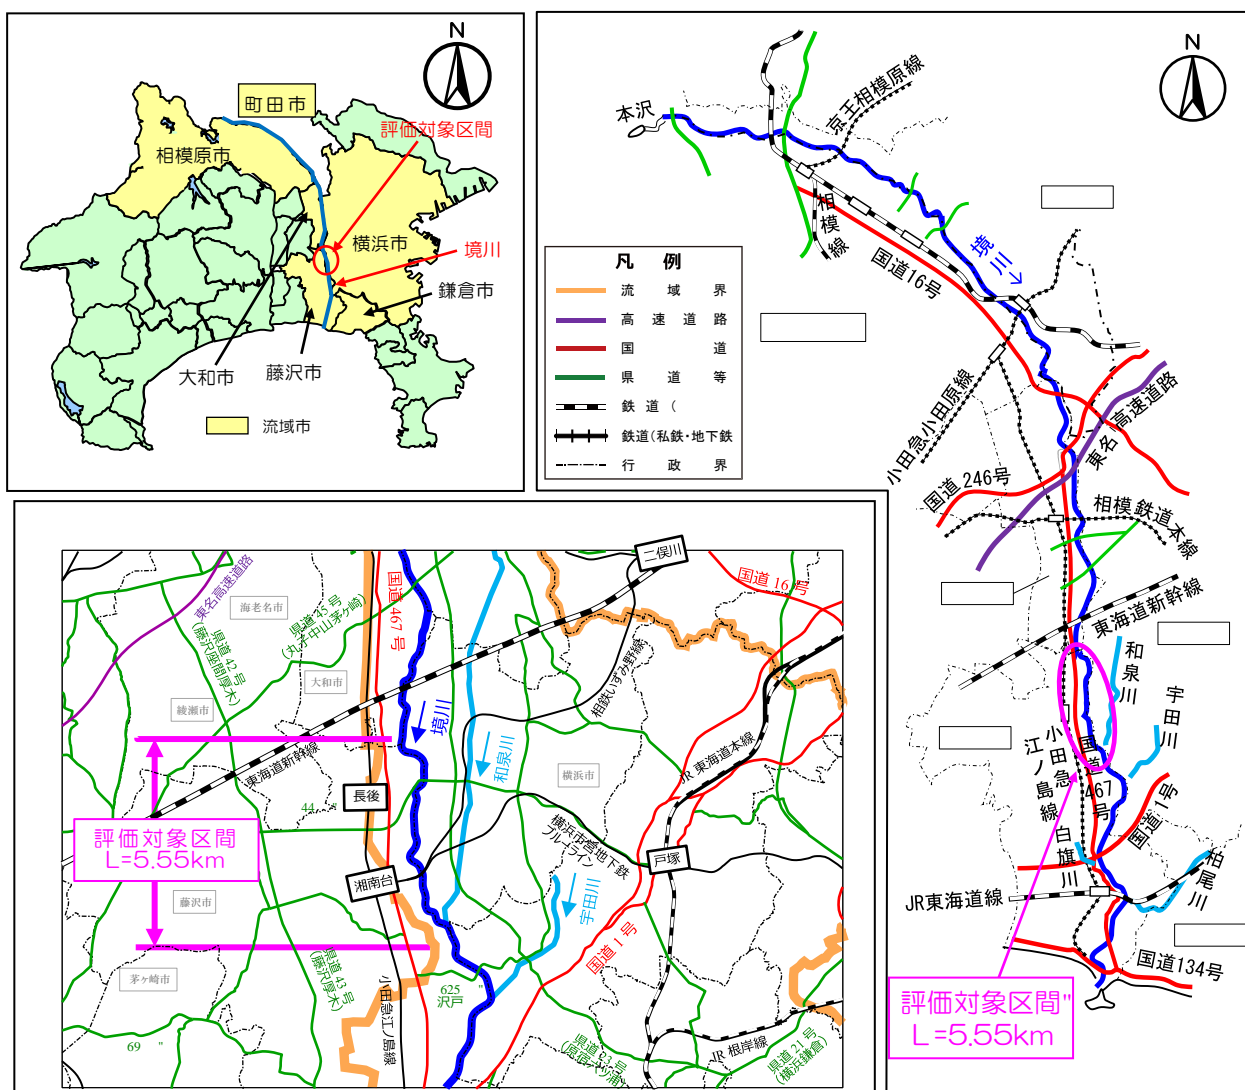 N
町田市
評価対象区間
相模原市
横浜市
境川
鎌倉市
大和市
藤沢市
流域市
N
本沢
京王相模原線
相模線
国道16号
境川
凡例
流域界
高速道路
国道
県道等
鉄道(
鉄道(私鉄・地下鉄
行政界
小田急小田原線
東名高速道路
国道246号
相模鉄道本線
東海道新幹線
和泉川
宇田川
小田急江ノ島線
国道467号
国道1号
白旗川
柏尾川
JR東海道線
国道134号
評価対象区間"
L=5.55km
二俣川
東名高速道路
海老名市
県道42号
(藤沢座間厚木)
県道45号
(丸子中山茅ケ崎)
国道467号
国道16号
大和市
綾瀬市
境川
和泉川
相鉄いずみ野線
東海道新幹線
横浜市
JR東海道本線
長後
44 "
評価対象区間
L=5.55km
横浜市営地下鉄
ブルーライン
戸塚
湘南台
藤沢市
宇田川
国道1号
茅ヶ崎市
県道43号
(藤沢厚木)
小田急江ノ島線
625 "
沢戸
69 "
県道23号
(原宿六ツ浦)
JR根岸線
県道21号
(横浜鎌倉)